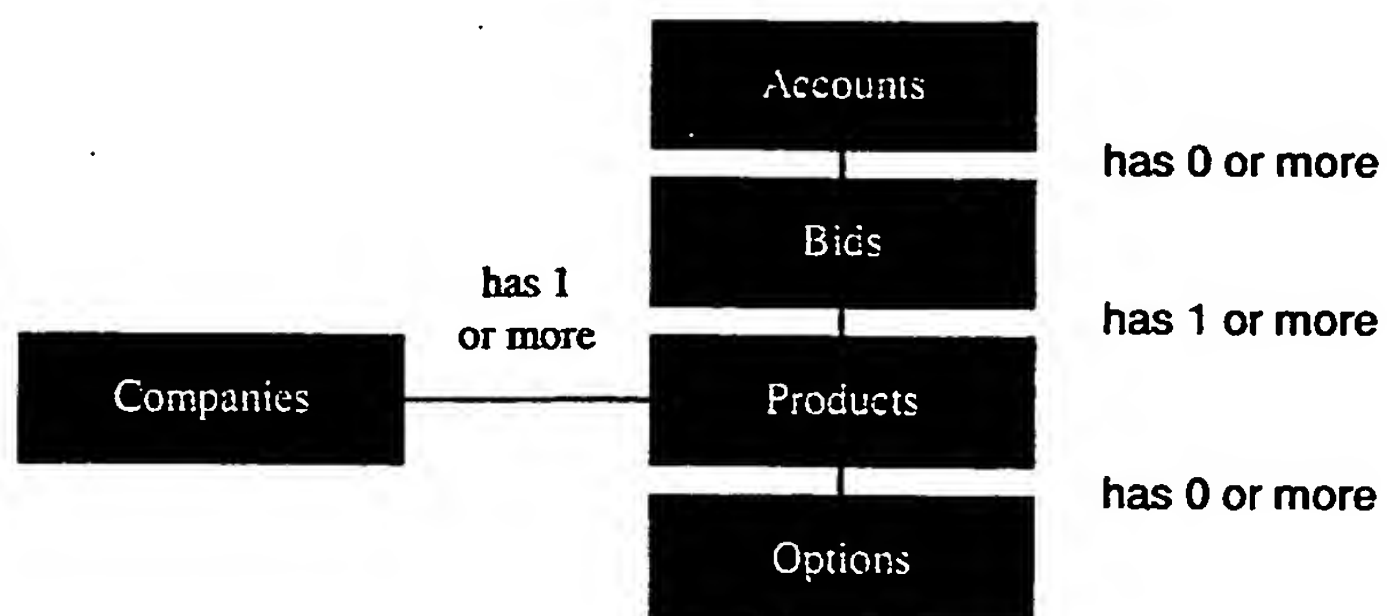 Accounts
has 0 or more
Bids
has 1
or more
has 1 or more
Companies
Products
has 0 or more
Options